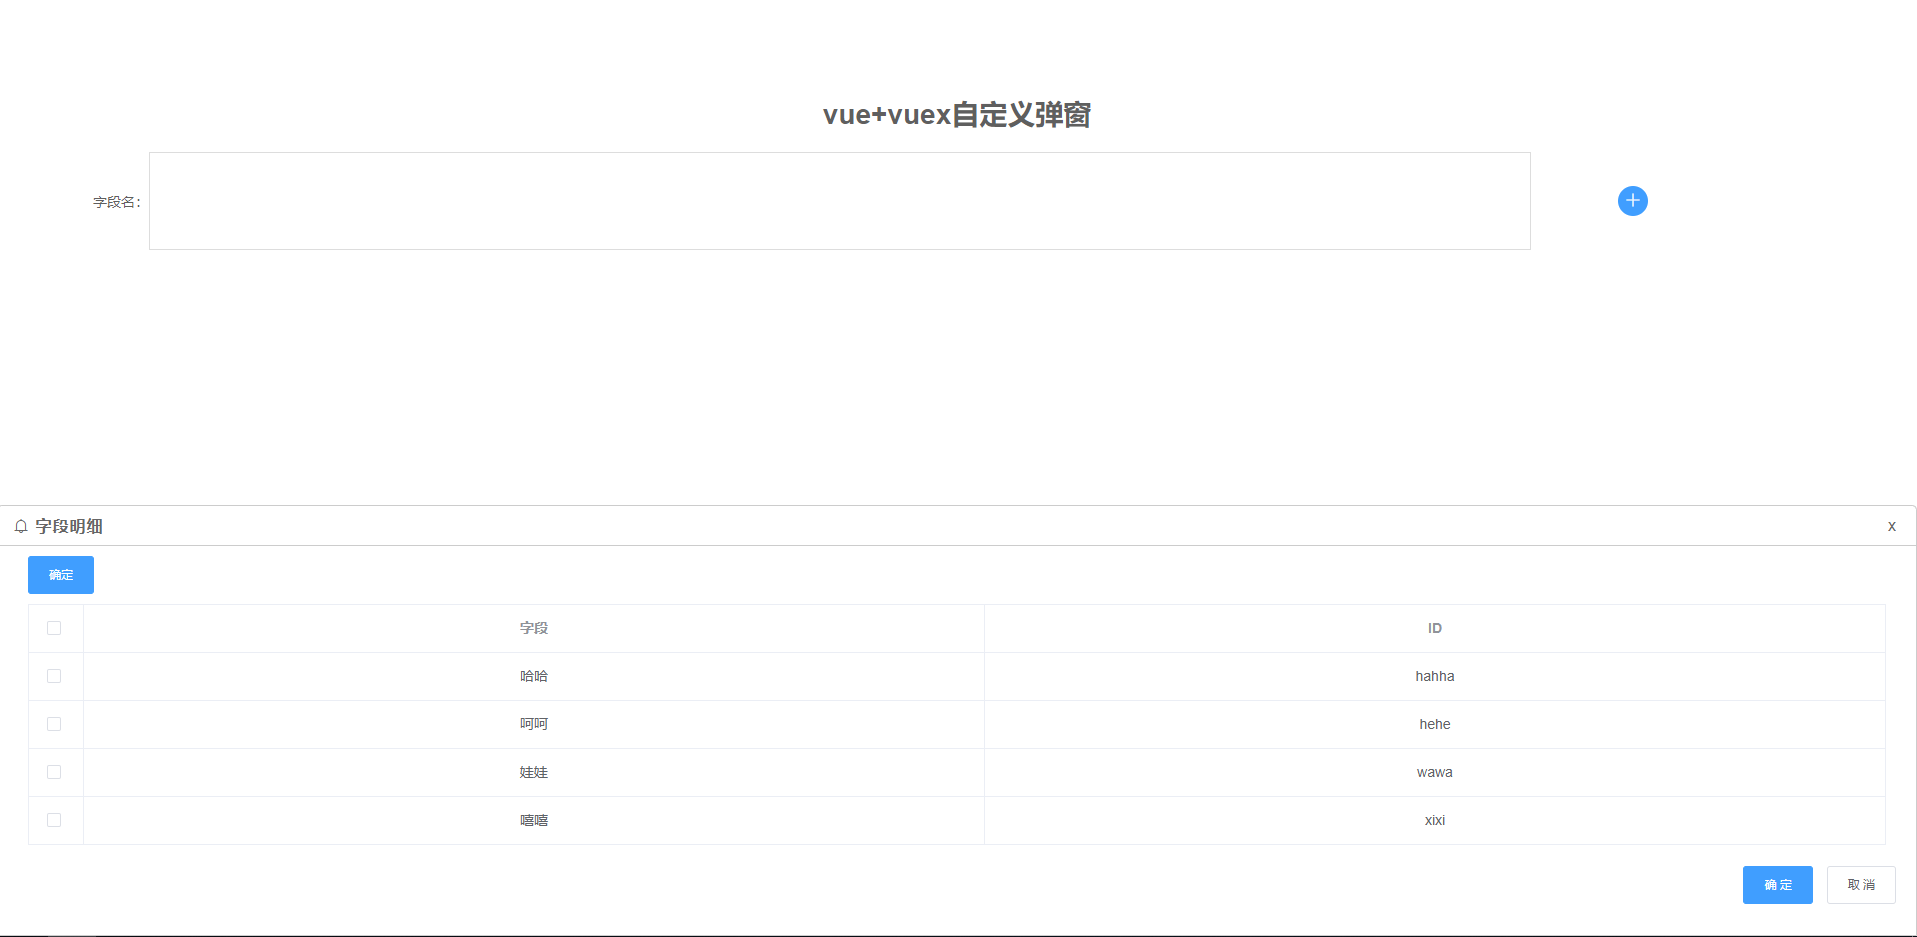 vue+vuex自定义弹窗
字段名：
字段明细 x
确定
字段 ID
哈哈 hahha
呵呵 hehe
娃娃 wawa
嘻嘻 xixi
确 定 取 消